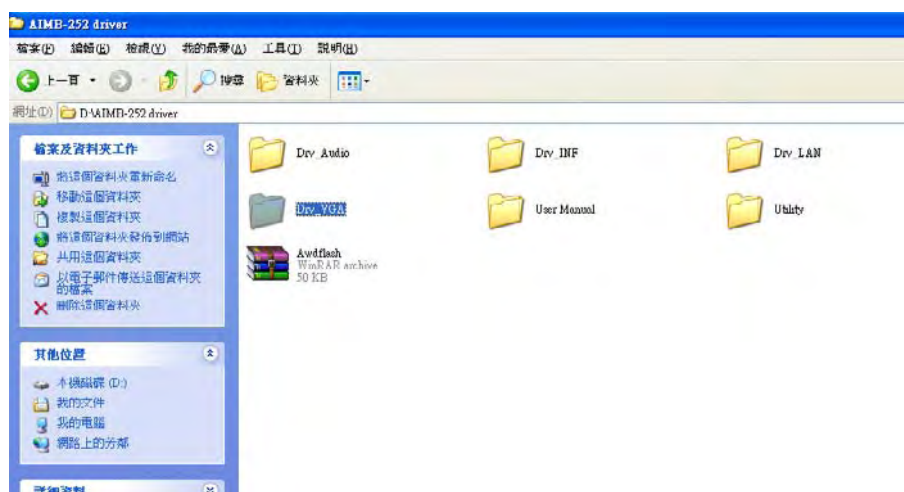 AIMB-252 driver
檔案(F) 編輯(E) 檢視(V) 我的最愛(A) 工具(T) 說明(H)
上一頁 搜尋 資料夾
網址(D) D:\AIMB-252 driver
檔案及資料夾工作
將這個資料夾重新命名
移動這個資料夾
複製這個資料夾
將這個資料夾發佈到網站
共用這個資料夾
以電子郵件傳送這個資料夾
的檔案
刪除這個資料夾
其他位置
本機磁碟 (D:)
我的文件
我的電腦
網路上的芳鄰
詳細資料
Drv_Audio
Drv_INF
Drv_LAN
Drv_VGA
User Manual
Utility
Awdflash
WinRAR archive
50 KB